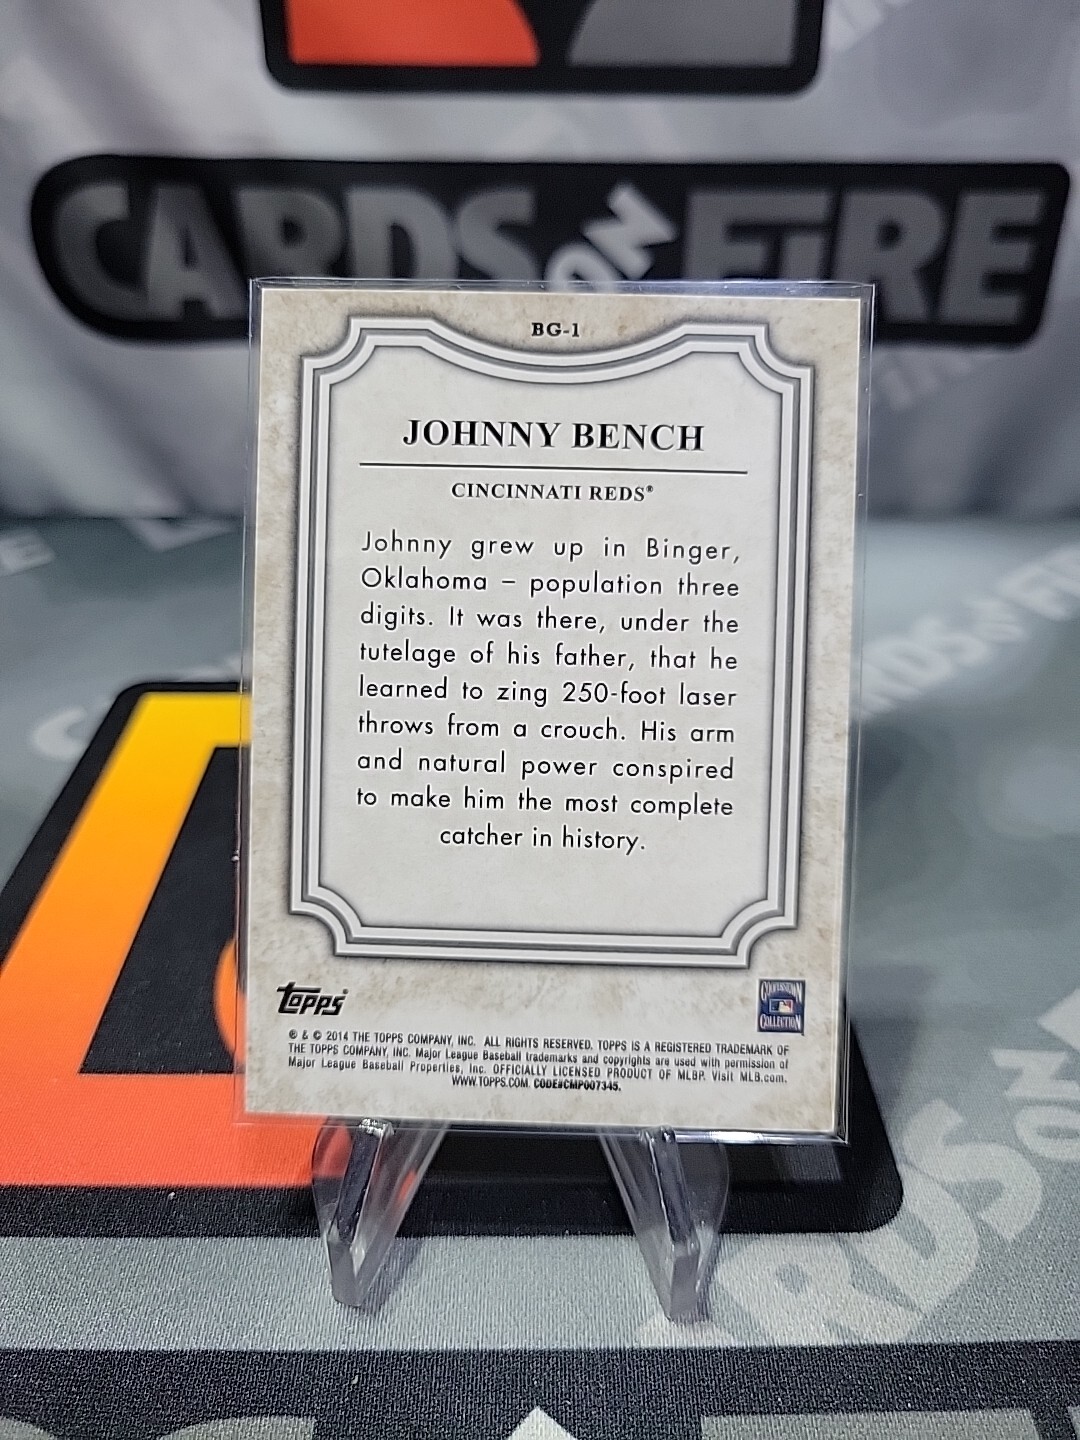 CARDS ON FIRE
BG-1
JOHNNY BENCH
CINCINNATI REDS®
Johnny grew up in Binger,
Oklahoma – population three
digits. It was there, under the
tutelage of his father, that he
learned to zing 250-foot laser
throws from a crouch. His arm
and natural power conspired
to make him the most complete
catcher in history.
topps®
COOPERSTOWN
COLLECTION
® & © 2014 THE TOPPS COMPANY, INC. ALL RIGHTS RESERVED. TOPPS IS A REGISTERED TRADEMARK OF
THE TOPPS COMPANY, INC. Major League Baseball trademarks and copyrights are used with permission of
Major League Baseball Properties, Inc. OFFICIALLY LICENSED PRODUCT OF MLBP. Visit MLB.com.
WWW.TOPPS.COM. CODE#CMP007345.